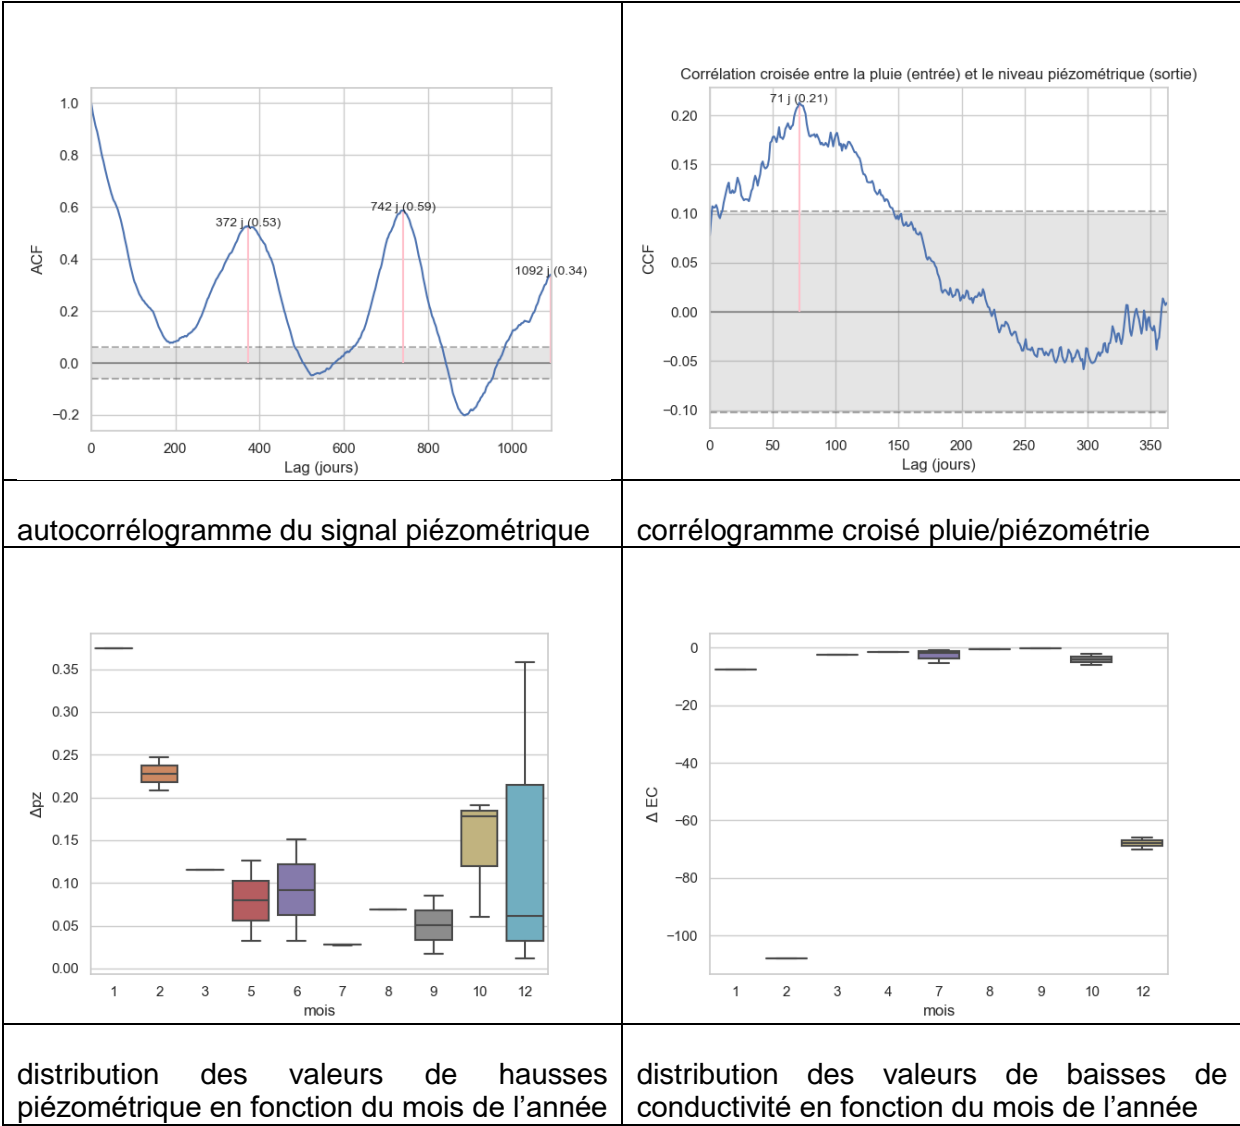 1.0
0.8
0.6
0.4
0.2
0.0
−0.2
ACF
372 j (0.53)
742 j (0.59)
1092 j (0.34)
0 200 400 600 800 1000
Lag (jours)
Corrélation croisée entre la pluie (entrée) et le niveau piézométrique (sortie)
71 j (0.21)
0.20
0.15
0.10
0.05
0.00
−0.05
−0.10
CCF
0 50 100 150 200 250 300 350
Lag (jours)
autocorrélogramme du signal piézométrique
corrélogramme croisé pluie/piézométrie
0.35
0.30
0.25
0.20
0.15
0.10
0.05
0.00
Δpz
1 2 3 5 6 7 8 9 10 12
mois
0
−20
−40
−60
−80
−100
Δ EC
1 2 3 4 7 8 9 10 12
mois
distribution des valeurs de hausses
piézométrique en fonction du mois de l’année
distribution des valeurs de baisses de
conductivité en fonction du mois de l’année